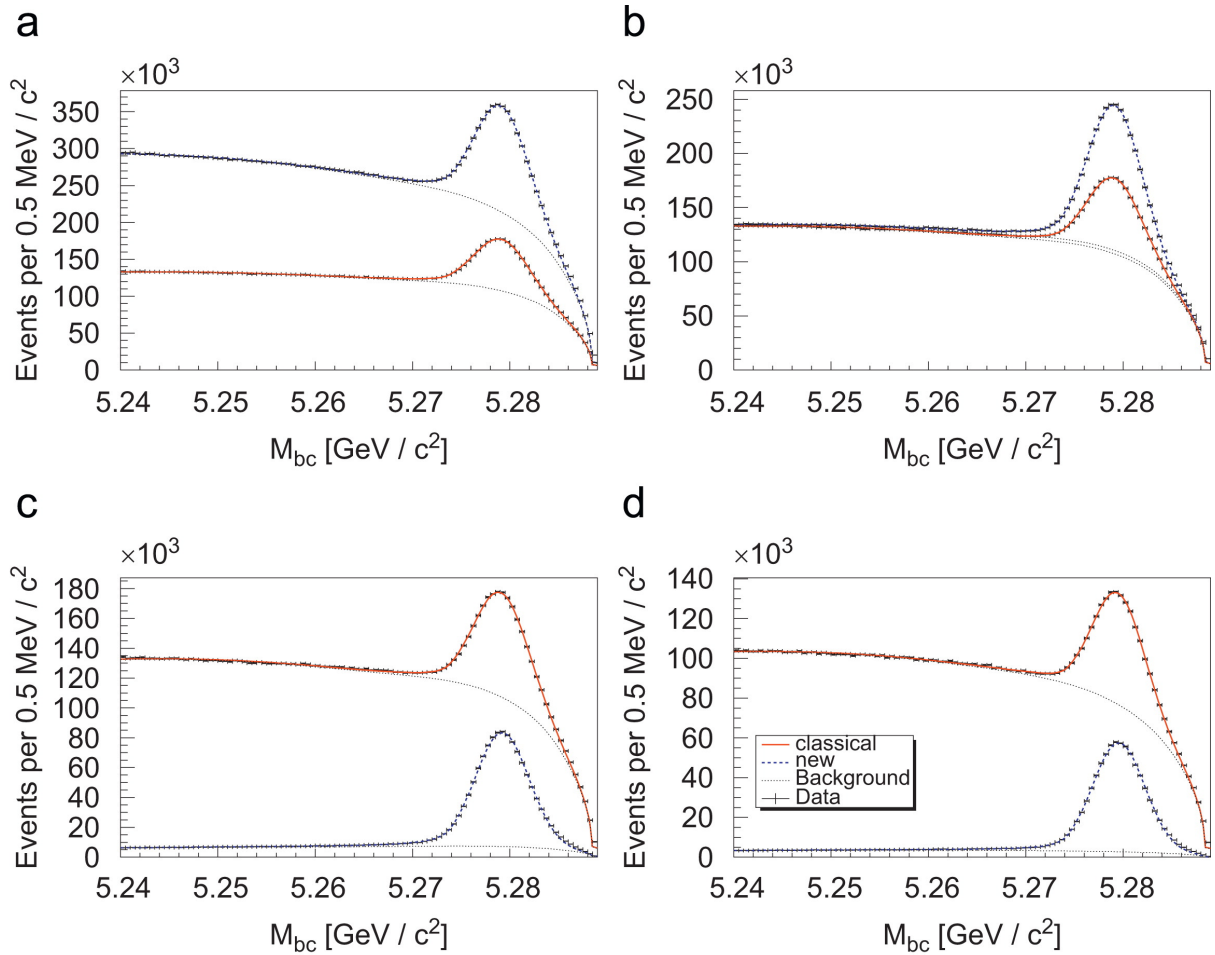 a
×10³
Events per 0.5 MeV / c²
350
300
250
200
150
100
50
0
5.24 5.25 5.26 5.27 5.28
M_bc [GeV / c²]
b
×10³
Events per 0.5 MeV / c²
250
200
150
100
50
0
5.24 5.25 5.26 5.27 5.28
M_bc [GeV / c²]
c
×10³
Events per 0.5 MeV / c²
180
160
140
120
100
80
60
40
20
0
5.24 5.25 5.26 5.27 5.28
M_bc [GeV / c²]
d
×10³
Events per 0.5 MeV / c²
140
120
100
80
60
40
20
0
classical
new
Background
Data
5.24 5.25 5.26 5.27 5.28
M_bc [GeV / c²]